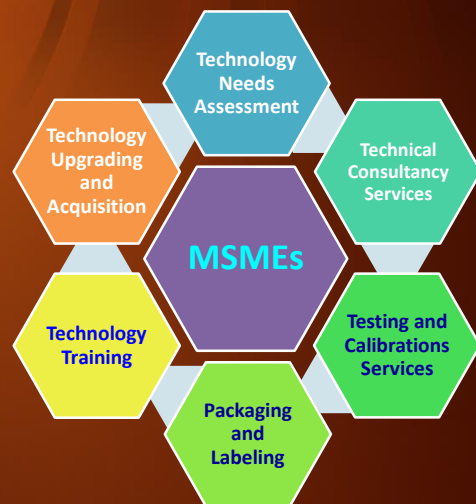 Technology
Needs
Assessment
Technology
Upgrading
and
Acquisition
Technical
Consultancy
Services
MSMEs
Technology
Training
Testing and
Calibrations
Services
Packaging
and
Labeling